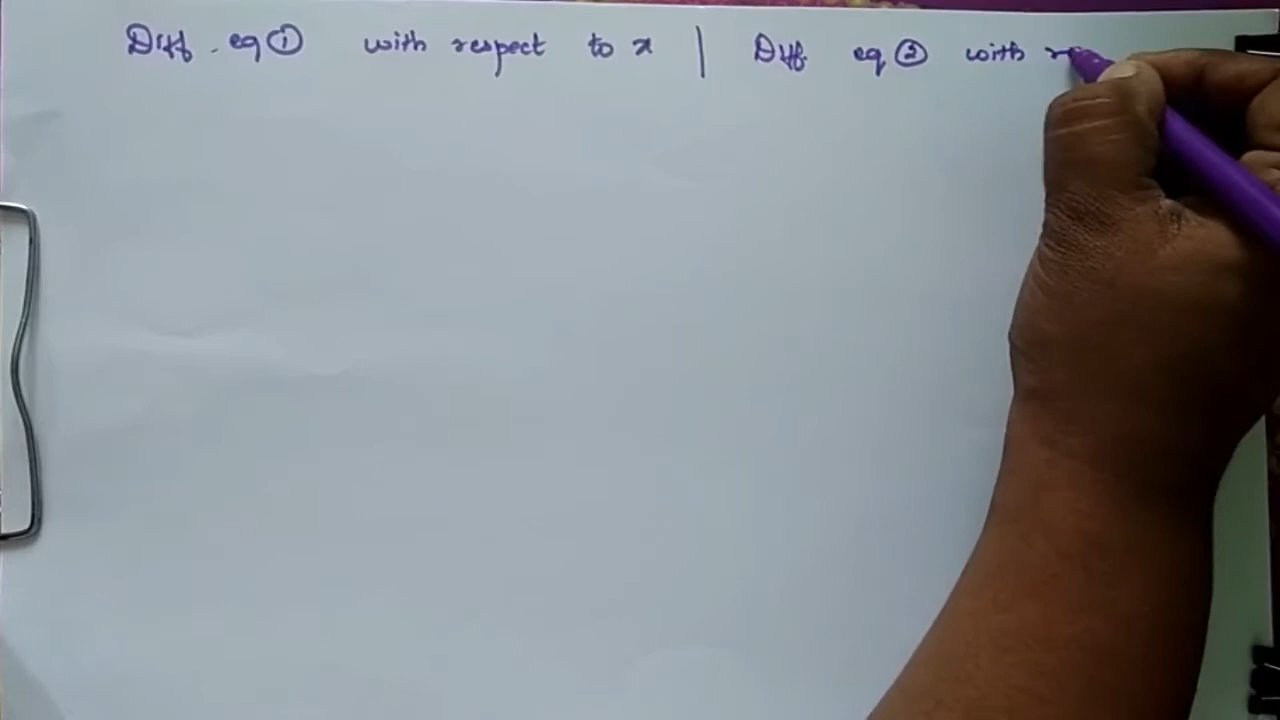 Diff. eq ① with respect to x | Diff. eq ② with